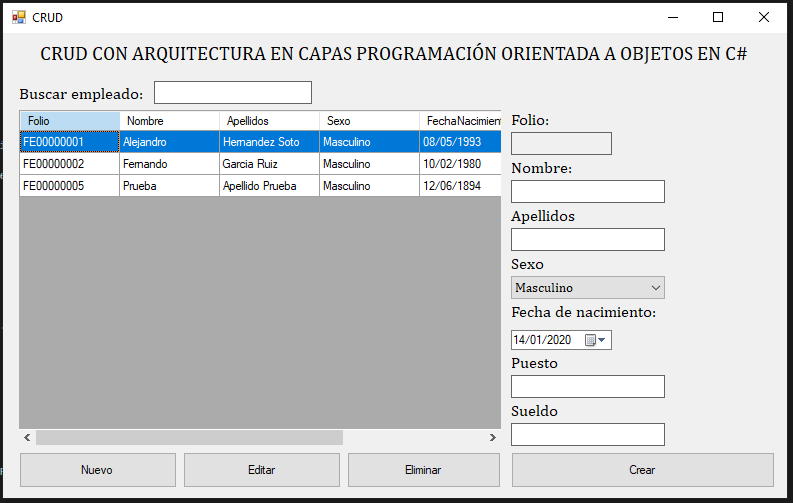 CRUD
CRUD CON ARQUITECTURA EN CAPAS PROGRAMACIÓN ORIENTADA A OBJETOS EN C#
Buscar empleado:
Folio Nombre Apellidos Sexo FechaNacimient
FE00000001 Alejandro Hernandez Soto Masculino 08/05/1993
FE00000002 Fernando Garcia Ruiz Masculino 10/02/1980
FE00000005 Prueba Apellido Prueba Masculino 12/06/1894
Folio:
Nombre:
Apellidos
Sexo
Masculino
Fecha de nacimiento:
14/01/2020
Puesto
Sueldo
Nuevo Editar Eliminar Crear